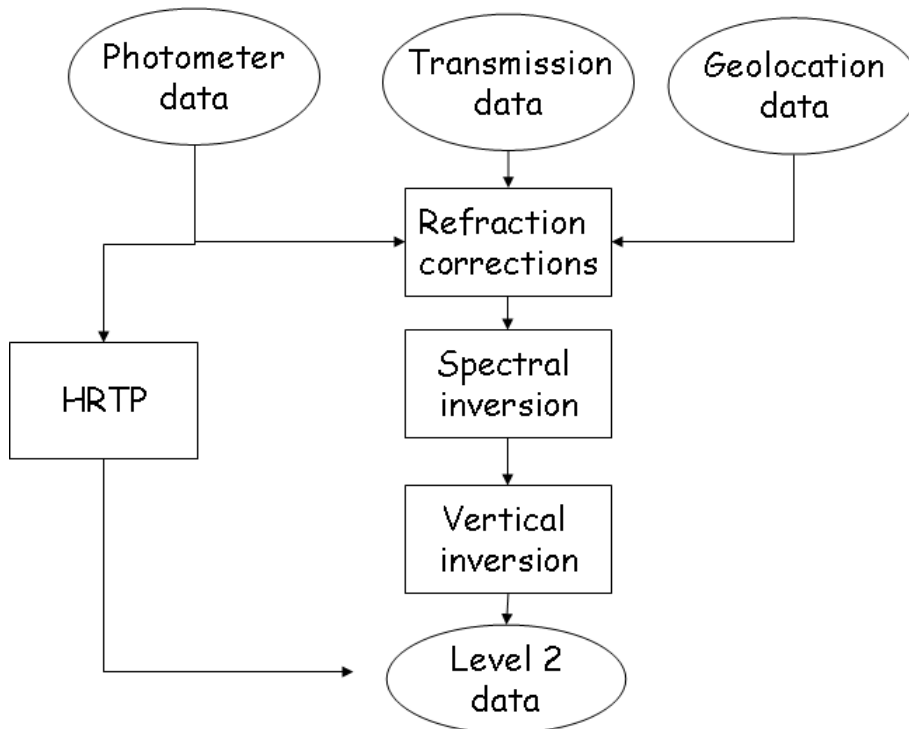 Photometer
data
Transmission
data
Geolocation
data
Refraction
corrections
HRTP
Spectral
inversion
Vertical
inversion
Level 2
data